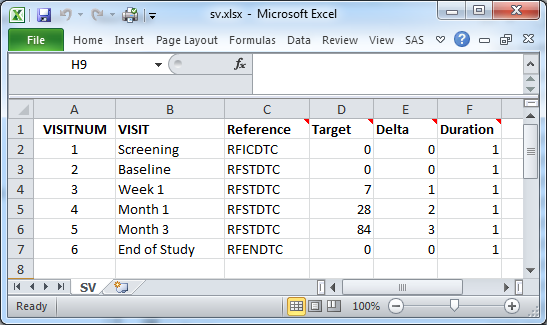 sv.xlsx - Microsoft Excel
File Home Insert Page Layout Formulas Data Review View SAS
H9 fx
A B C D E F
1 VISITNUM VISIT Reference Target Delta Duration
2 1 Screening RFICDTC 0 0 1
3 2 Baseline RFSTDTC 0 0 1
4 3 Week 1 RFSTDTC 7 1 1
5 4 Month 1 RFSTDTC 28 2 1
6 5 Month 3 RFSTDTC 84 3 1
7 6 End of Study RFENDTC 0 0 1
8
SV
Ready 100%